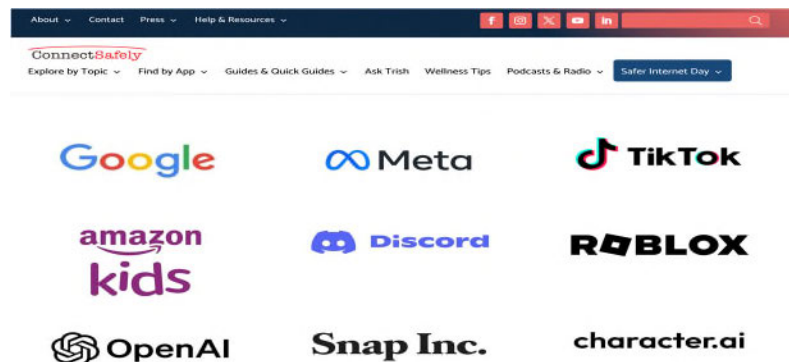 About Contact Press Help & Resources
ConnectSafely
Explore by Topic Find by App Guides & Quick Guides Ask Trish Wellness Tips Podcasts & Radio Safer Internet Day
Google Meta TikTok
amazon kids Discord ROBLOX
OpenAI Snap Inc. character.ai